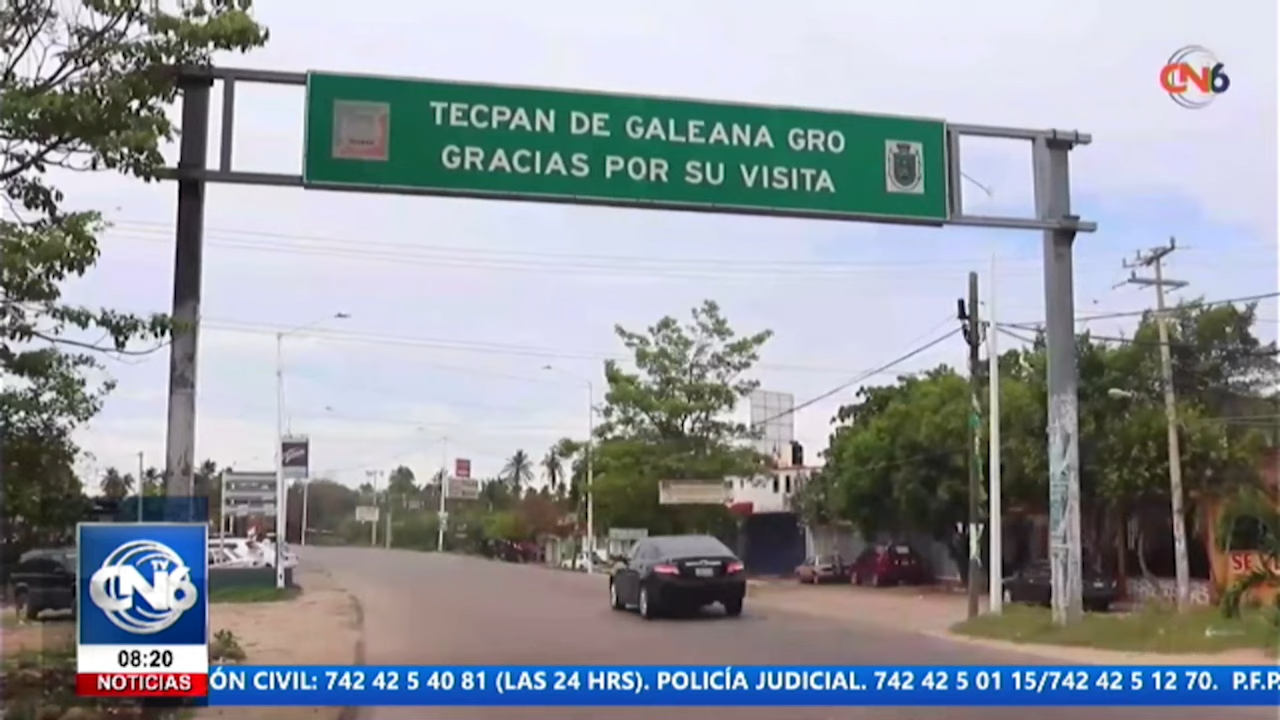 TECPAN DE GALEANA GRO
GRACIAS POR SU VISITA
CN6
CN6
TV
08:20
NOTICIAS
ÓN CIVIL: 742 42 5 40 81 (LAS 24 HRS). POLICÍA JUDICIAL. 742 42 5 01 15/742 42 5 12 70. P.F.P